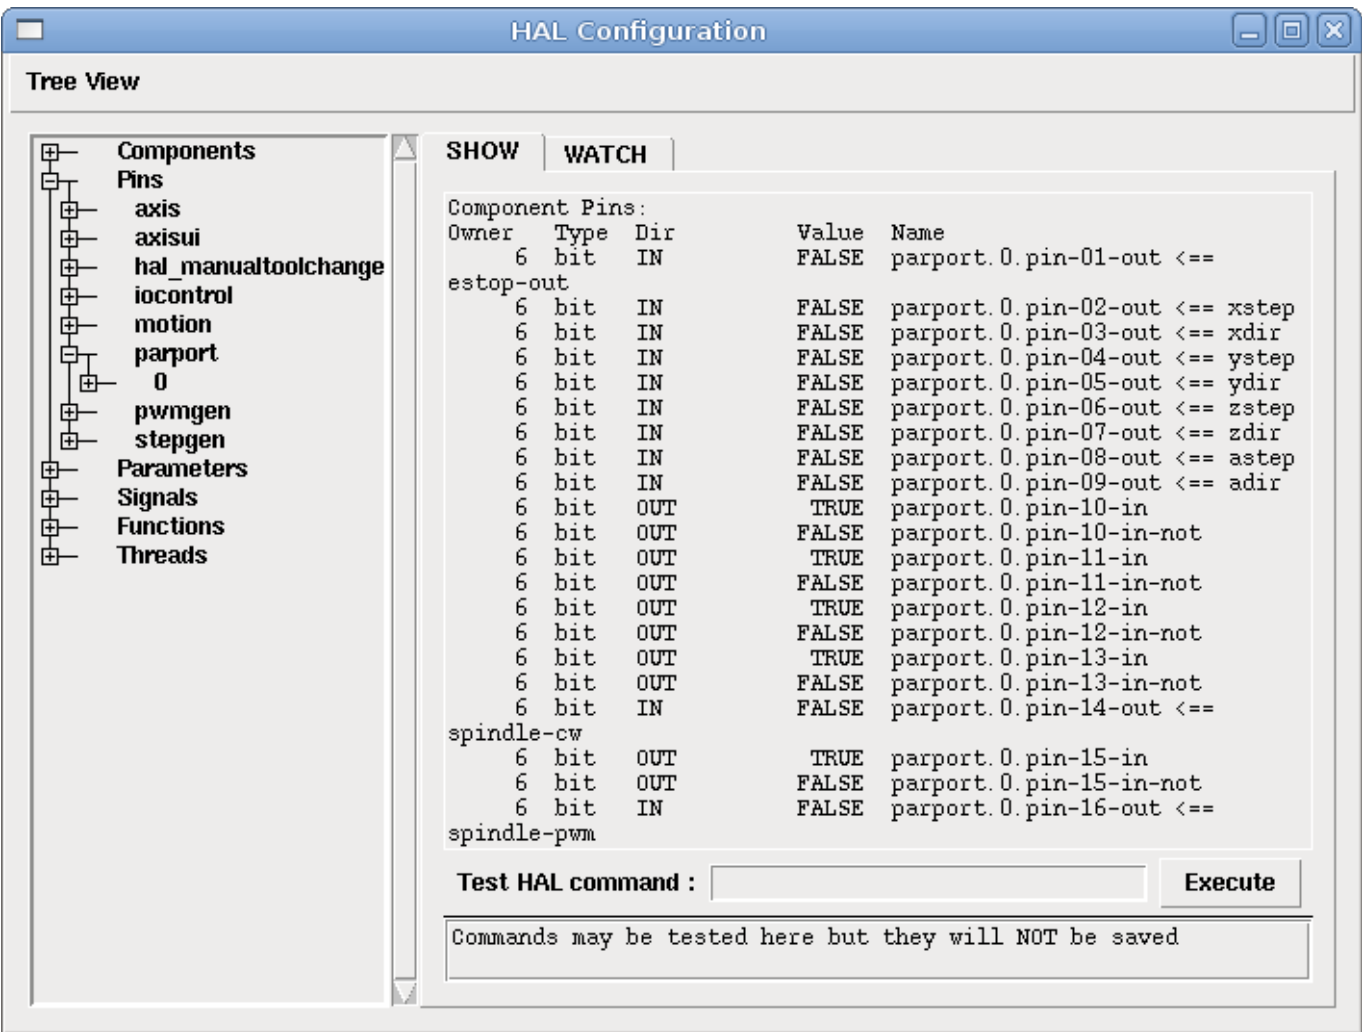 HAL Configuration
Tree View
Components
Pins
axis
axisui
hal_manualtoolchange
iocontrol
motion
parport
0
pwmgen
stepgen
Parameters
Signals
Functions
Threads
SHOW WATCH
Component Pins:
Owner Type Dir Value Name
6 bit IN FALSE parport.0.pin-01-out <==
estop-out
6 bit IN FALSE parport.0.pin-02-out <== xstep
6 bit IN FALSE parport.0.pin-03-out <== xdir
6 bit IN FALSE parport.0.pin-04-out <== ystep
6 bit IN FALSE parport.0.pin-05-out <== ydir
6 bit IN FALSE parport.0.pin-06-out <== zstep
6 bit IN FALSE parport.0.pin-07-out <== zdir
6 bit IN FALSE parport.0.pin-08-out <== astep
6 bit IN FALSE parport.0.pin-09-out <== adir
6 bit OUT TRUE parport.0.pin-10-in
6 bit OUT FALSE parport.0.pin-10-in-not
6 bit OUT TRUE parport.0.pin-11-in
6 bit OUT FALSE parport.0.pin-11-in-not
6 bit OUT TRUE parport.0.pin-12-in
6 bit OUT FALSE parport.0.pin-12-in-not
6 bit OUT TRUE parport.0.pin-13-in
6 bit OUT FALSE parport.0.pin-13-in-not
6 bit IN FALSE parport.0.pin-14-out <==
spindle-cw
6 bit OUT TRUE parport.0.pin-15-in
6 bit OUT FALSE parport.0.pin-15-in-not
6 bit IN FALSE parport.0.pin-16-out <==
spindle-pwm
Test HAL command : Execute
Commands may be tested here but they will NOT be saved